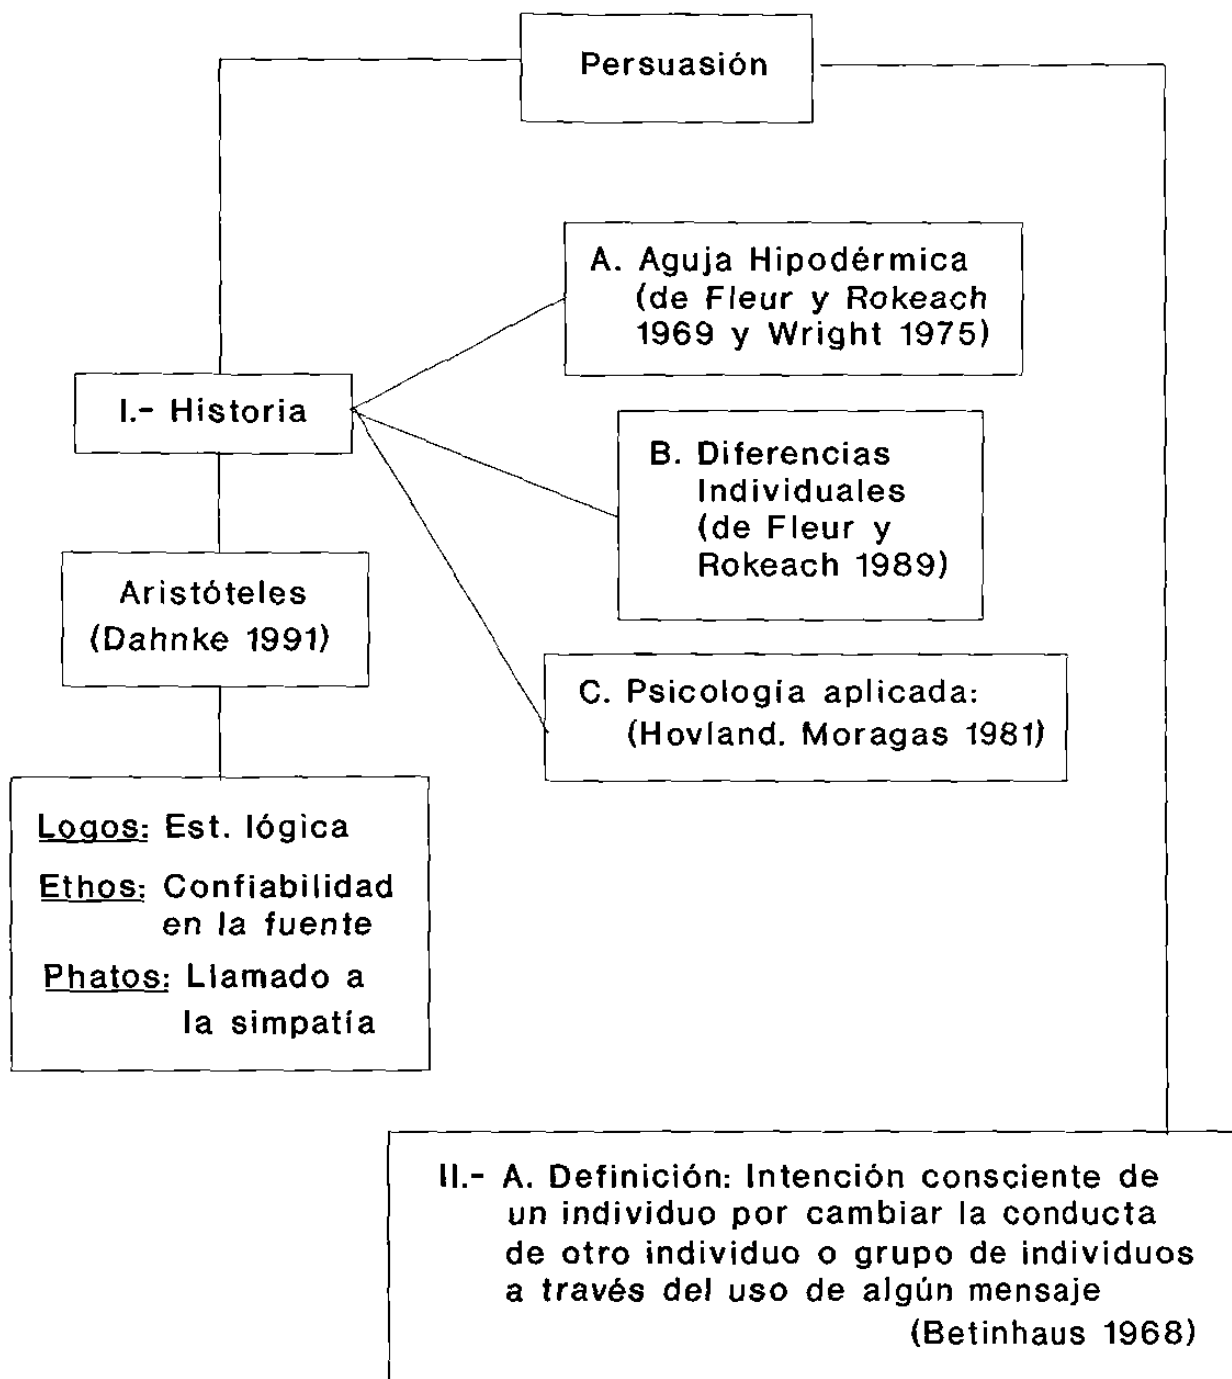 Persuasión
A. Aguja Hipodérmica
(de Fleur y Rokeach
1969 y Wright 1975)
I.- Historia
B. Diferencias
Individuales
(de Fleur y
Rokeach 1989)
Aristóteles
(Dahnke 1991)
C. Psicología aplicada:
(Hovland. Moragas 1981)
Logos: Est. lógica
Ethos: Confiabilidad
en la fuente
Phatos: Llamado a
la simpatía
II.- A. Definición: Intención consciente de
un individuo por cambiar la conducta
de otro individuo o grupo de individuos
a través del uso de algún mensaje
(Betinhaus 1968)